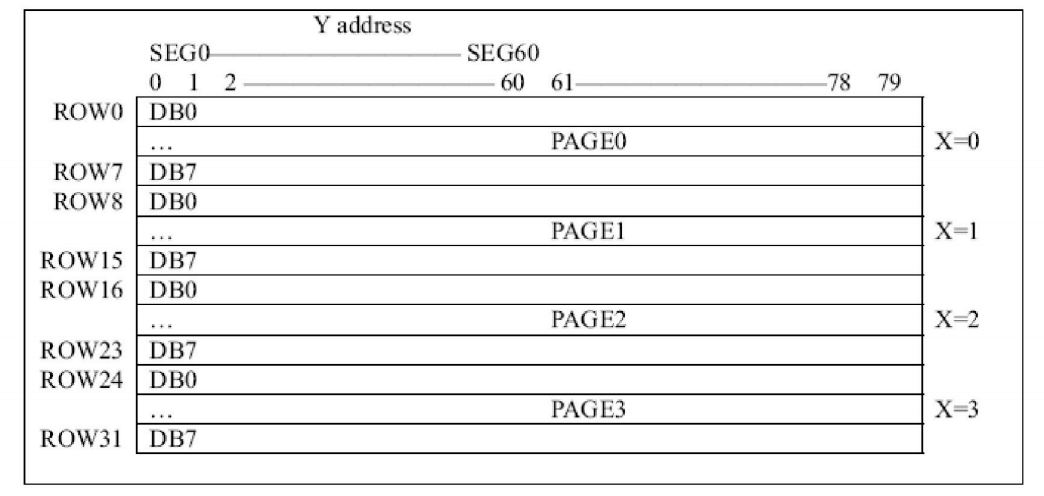 Y address
SEG0 SEG60
0 1 2 60 61 78 79
ROW0 DB0
... PAGE0 X=0
ROW7 DB7
ROW8 DB0
... PAGE1 X=1
ROW15 DB7
ROW16 DB0
... PAGE2 X=2
ROW23 DB7
ROW24 DB0
... PAGE3 X=3
ROW31 DB7